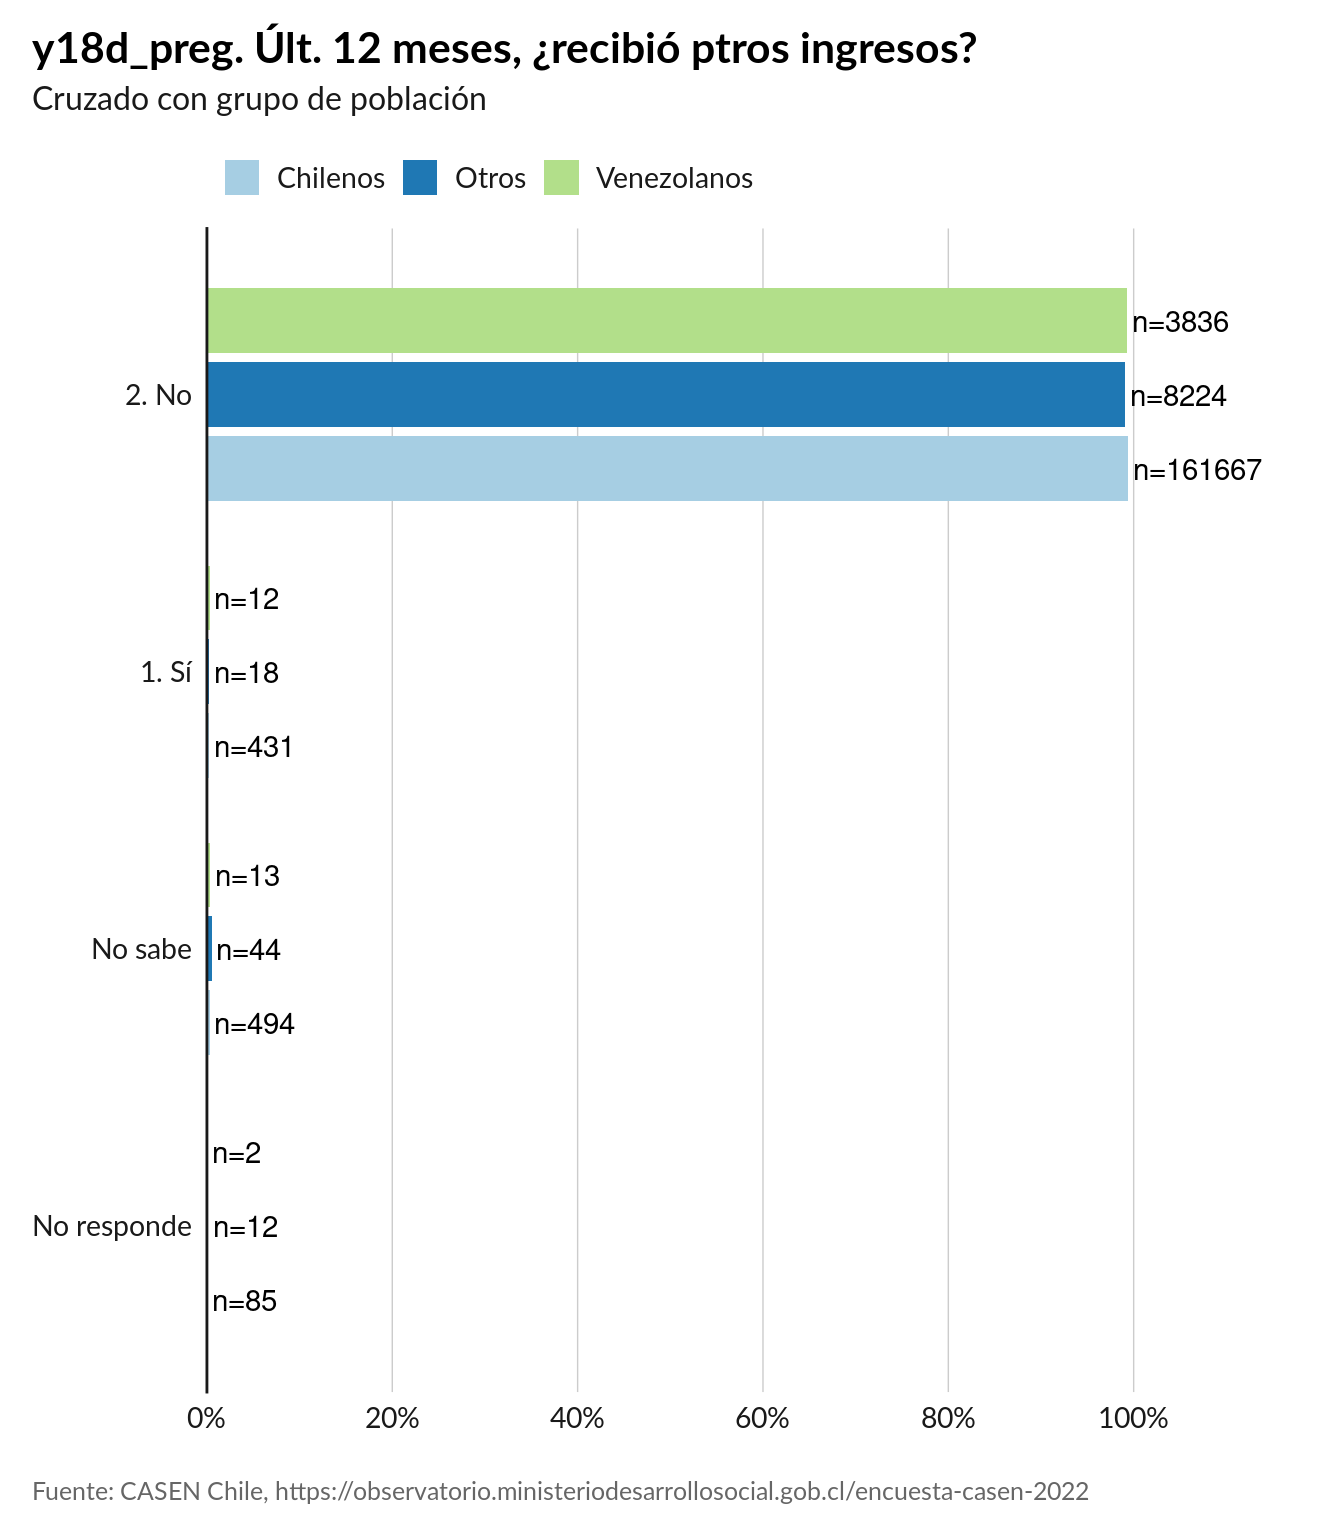 y18d_preg. Últ. 12 meses, ¿recibió ptros ingresos?
Cruzado con grupo de población
Chilenos Otros Venezolanos
n=3836
2. No n=8224
n=161667
n=12
1. Sí n=18
n=431
n=13
No sabe n=44
n=494
n=2
No responde n=12
n=85
0% 20% 40% 60% 80% 100%
Fuente: CASEN Chile, https://observatorio.ministeriodesarrollosocial.gob.cl/encuesta-casen-2022